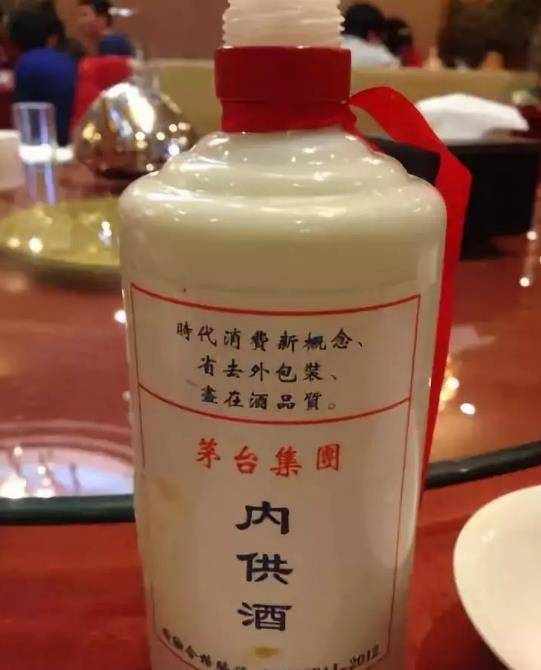 時代消費新概念、
省去外包裝、
盡在酒品質。
茅台集團
内
供
酒
-2012